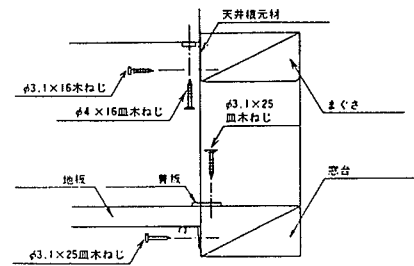 天井根元材
φ3.1×16木ねじ
φ4×16皿木ねじ
φ3.1×25
皿木ねじ
まぐさ
地板
背板
窓台
φ3.1×25皿木ねじ